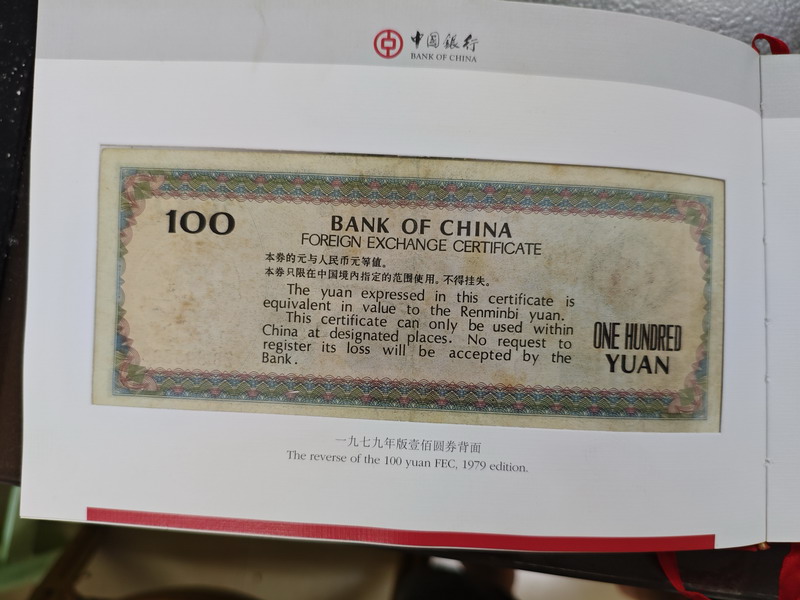 中国银行
BANK OF CHINA
100
BANK OF CHINA
FOREIGN EXCHANGE CERTIFICATE
本券的元与人民币元等值。
本券只限在中国境内指定的范围使用，不得挂失。
The yuan expressed in this certificate is
equivalent in value to the Renminbi yuan.
This certificate can only be used within
China at designated places. No request to
register its loss will be accepted by the
Bank.
ONE HUNDRED
YUAN
一九七九年版壹佰圆券背面
The reverse of the 100 yuan FEC, 1979 edition.